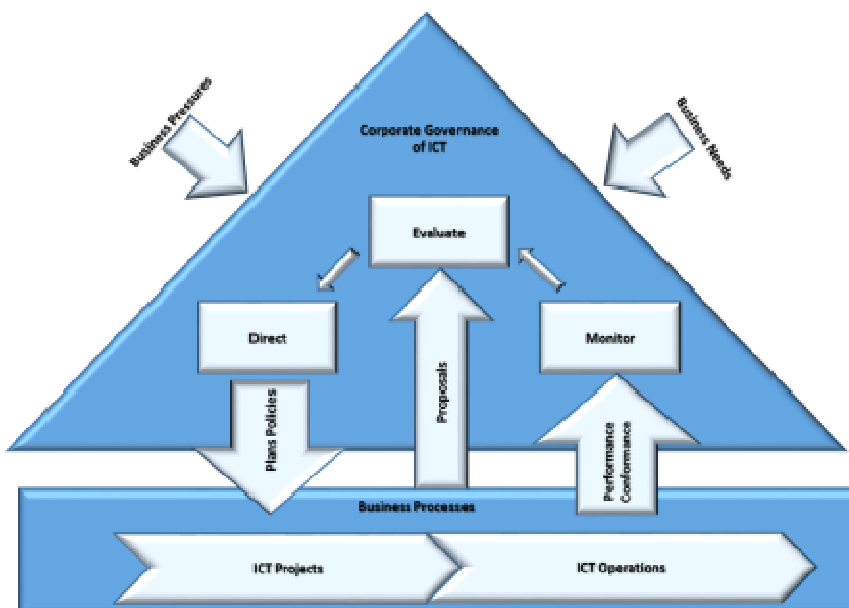 Business Pressures
Business Needs
Corporate Governance
of ICT
Evaluate
Direct
Monitor
Plans Policies
Proposals
Performance
Conformance
Business Processes
ICT Projects
ICT Operations